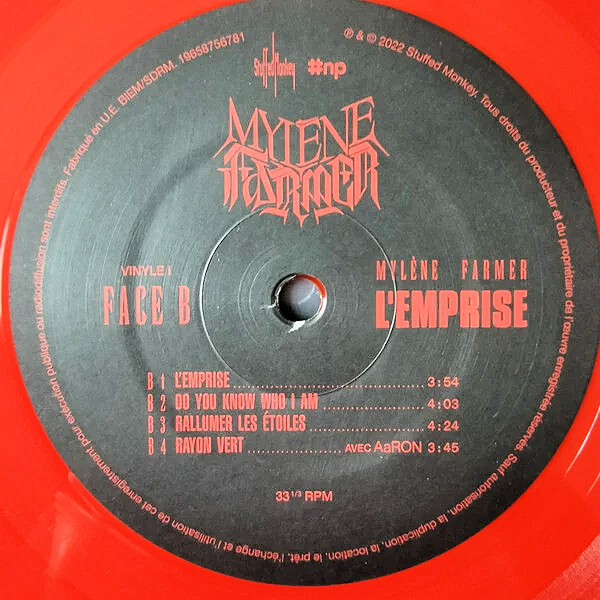 ℗ & © 2022 Stuffed Monkey. Tous droits du producteur et du propriétaire de l'œuvre enregistrée réservés. Sauf autorisation, la duplication, la location, le prêt, l'échange et l'utilisation de cet enregistrement pour exécution publique ou radiodiffusion sont interdits. Fabriqué en U.E. BIEM/SDRM. 19658756781
Stuffed Monkey
#np
MYLENE
FARMER
VINYLE I
FACE B
MYLÈNE FARMER
L'EMPRISE
B 1 L'EMPRISE 3:54
B 2 DO YOU KNOW WHO I AM 4:03
B 3 RALLUMER LES ÉTOILES 4:24
B 4 RAYON VERT AVEC AaRON 3:45
33 1/3 RPM